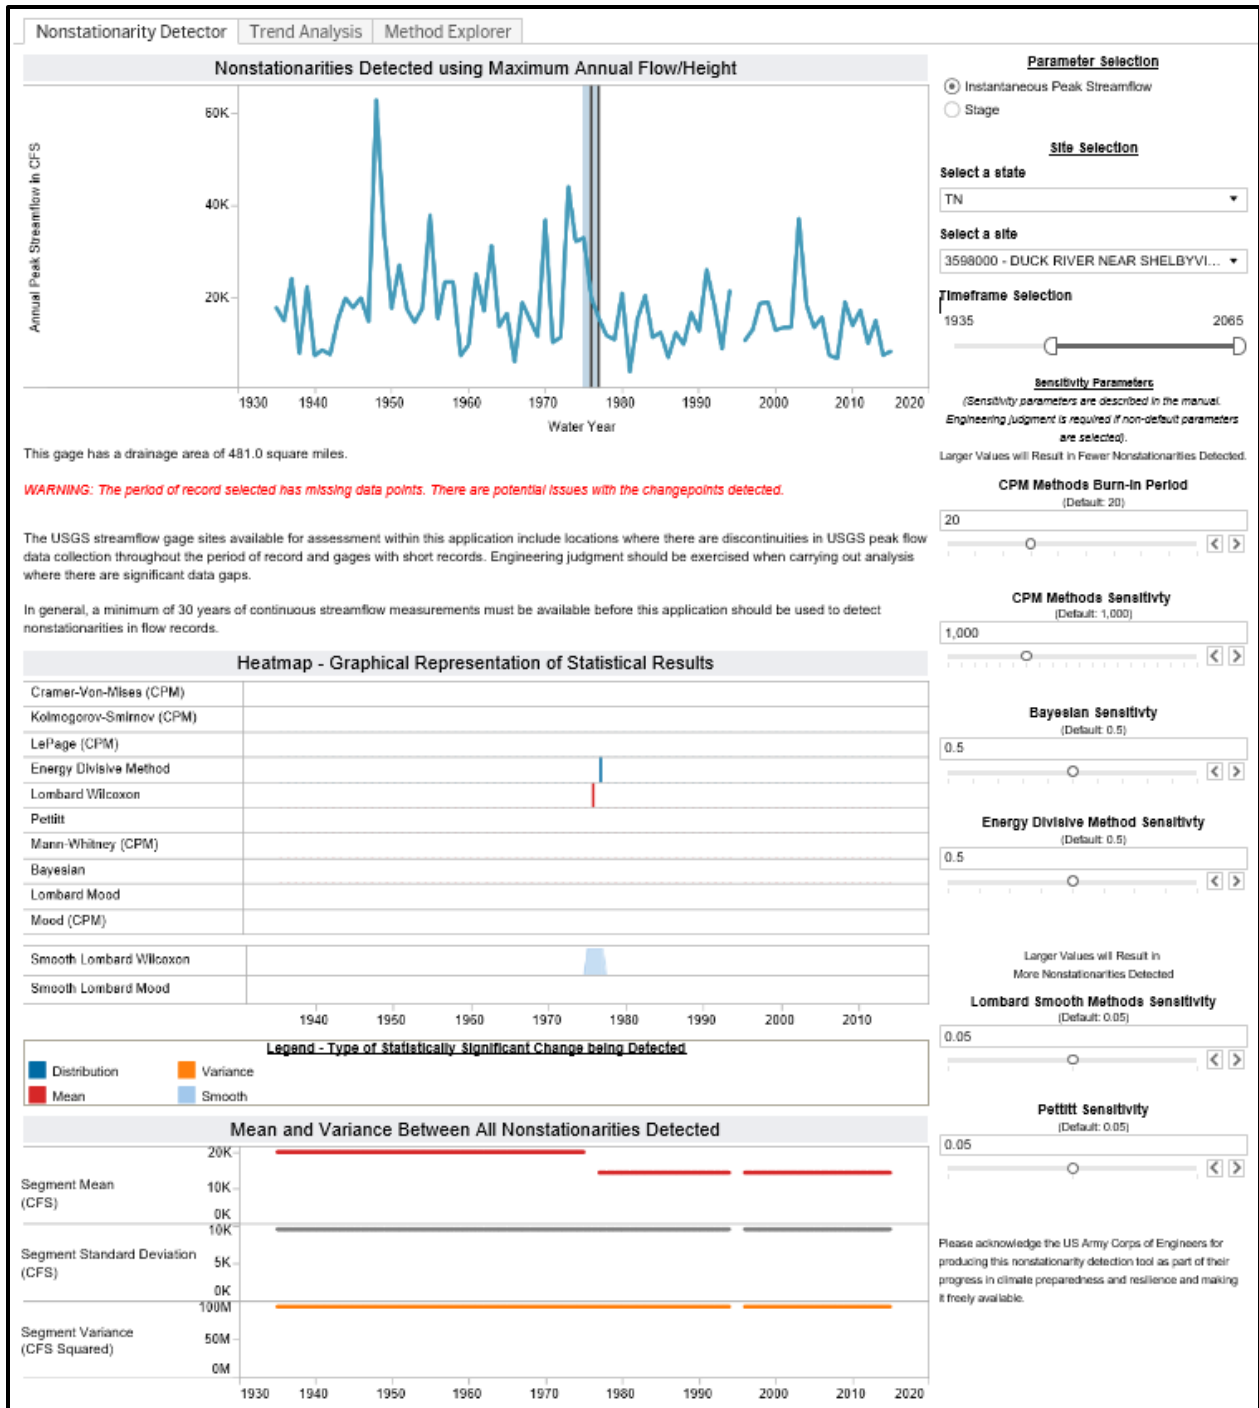 Nonstationarity Detector
Trend Analysis
Method Explorer
Nonstationarities Detected using Maximum Annual Flow/Height
Annual Peak Streamflow in CFS
60K
40K
20K
1930 1940 1950 1960 1970 1980 1990 2000 2010 2020
Water Year
This gage has a drainage area of 481.0 square miles.
WARNING: The period of record selected has missing data points. There are potential issues with the changepoints detected.
The USGS streamflow gage sites available for assessment within this application include locations where there are discontinuities in USGS peak flow
data collection throughout the period of record and gages with short records. Engineering judgment should be exercised when carrying out analysis
where there are significant data gaps.
In general, a minimum of 30 years of continuous streamflow measurements must be available before this application should be used to detect
nonstationarities in flow records.
Heatmap - Graphical Representation of Statistical Results
Cramer-Von-Mises (CPM)
Kolmogorov-Smirnov (CPM)
LePage (CPM)
Energy Divisive Method
Lombard Wilcoxon
Pettitt
Mann-Whitney (CPM)
Bayesian
Lombard Mood
Mood (CPM)
Smooth Lombard Wilcoxon
Smooth Lombard Mood
1940 1950 1960 1970 1980 1990 2000 2010
Legend - Type of Statistically Significant Change being Detected
Distribution
Variance
Mean
Smooth
Mean and Variance Between All Nonstationarities Detected
Segment Mean
(CFS)
20K
10K
0K
Segment Standard Deviation
(CFS)
10K
5K
0K
Segment Variance
(CFS Squared)
100M
50M
0M
1930 1940 1950 1960 1970 1980 1990 2000 2010 2020
Parameter Selection
Instantaneous Peak Streamflow
Stage
Site Selection
Select a state
TN
Select a site
3598000 - DUCK RIVER NEAR SHELBYVI...
Timeframe Selection
1935 2065
Sensitivity Parameters
(Sensitivity parameters are described in the manual.
Engineering judgment is required if non-default parameters
are selected).
Larger Values will Result in Fewer Nonstationarities Detected.
CPM Methods Burn-In Period
(Default: 20)
20
CPM Methods Sensitivty
(Default: 1,000)
1,000
Bayesian Sensitivty
(Default: 0.5)
0.5
Energy Divisive Method Sensitivty
(Default: 0.5)
0.5
Larger Values will Result in
More Nonstationarities Detected
Lombard Smooth Methods Sensitivity
(Default: 0.05)
0.05
Pettitt Sensitivity
(Default: 0.05)
0.05
Please acknowledge the US Army Corps of Engineers for
producing this nonstationarity detection tool as part of their
progress in climate preparedness and resilience and making
it freely available.